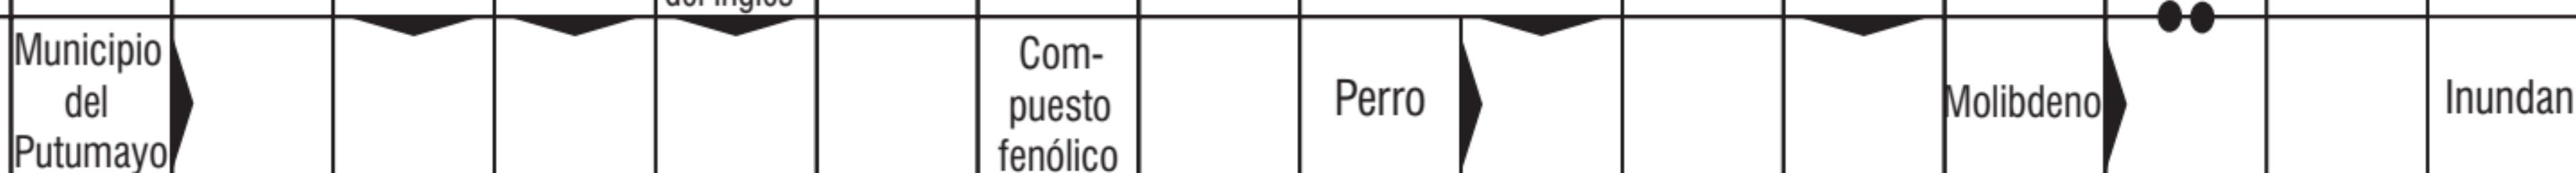 Municipio
del
Putumayo
Com-
puesto
fenólico
Perro
Molibdeno
Inundan